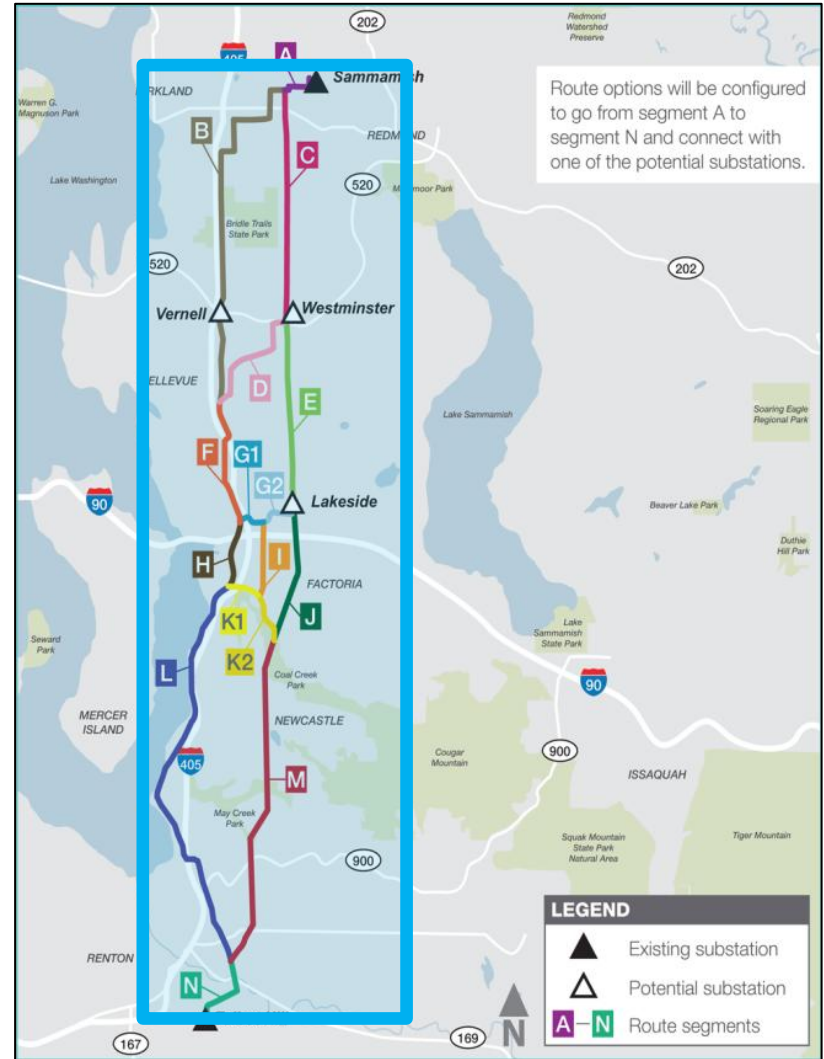 202
Redmond
Watershed
Preserve
405
A
Sammamish
Warren G.
Magnuson Park
Route options will be configured
to go from segment A to
segment N and connect with
one of the potential substations.
B
REDMOND
C
Lake Washington
520
Bridle Trails
State Park
520
202
Vernell
Westminster
ELLEVUE
D
E
Lake Sammamish
Soaring Eagle
Regional Park
F
G1
G2
90
Lakeside
Beaver Lake Park
Duthie
Hill Park
H
I
FACTORIA
K1
J
Lake
Sammamish
State Park
Seward
Park
K2
L
Coal Creek
Park
90
MERCER
ISLAND
NEWCASTLE
Cougar
Mountain
900
405
M
ISSAQUAH
May Creek
Park
Squak Mountain
State Park
Natural Area
Tiger Mountain
900
LEGEND
Existing substation
Potential substation
A–N Route segments
RENTON
N
N
167
169